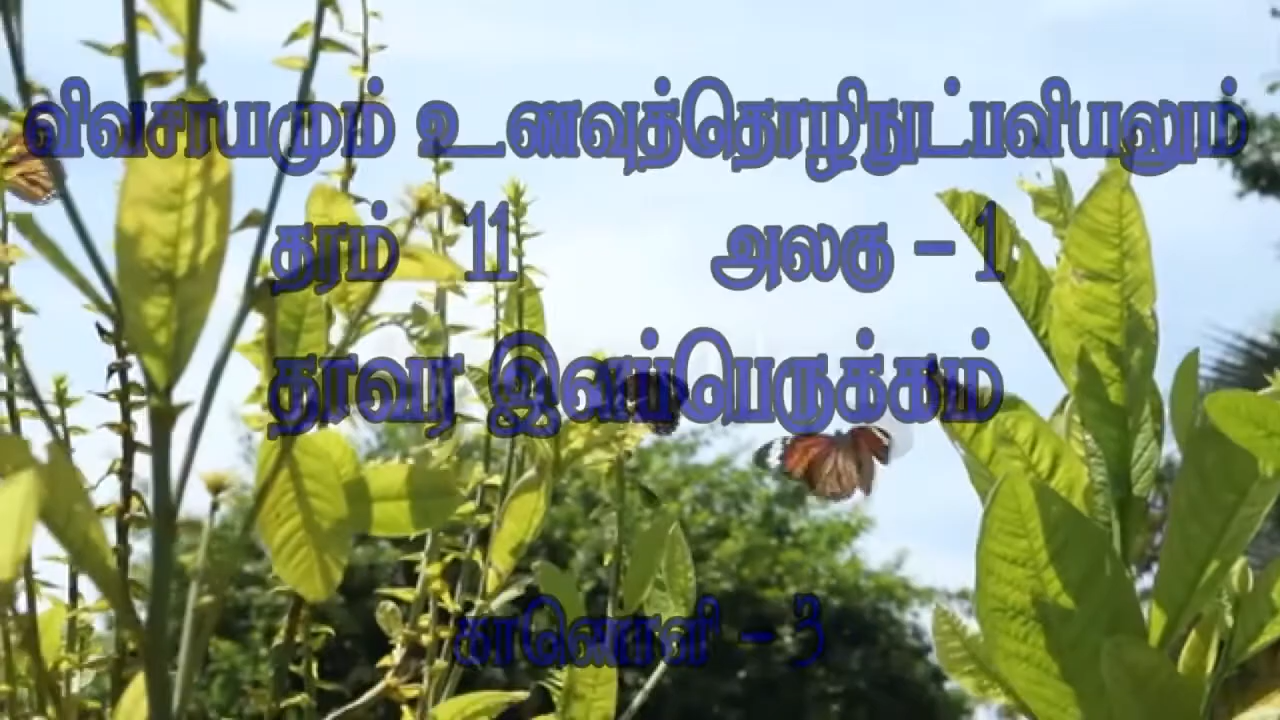 விவசாயமும் உணவுத்தொழிநுட்பவியலும்
தரம் 11 அலகு - 1
தாவர இனப்பெருக்கம்
காணொளி - 3